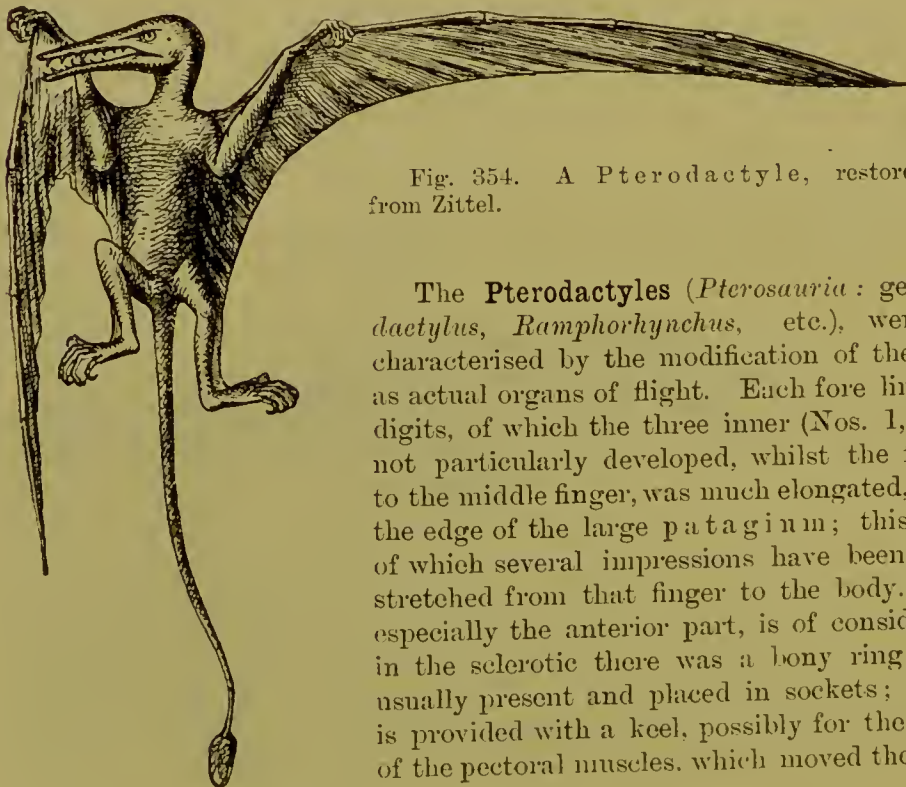 Fig. 354. A Pterodactyle, restore
from Zittel.
The Pterodactyles (Pterosauria: ge
dactylus, Ramphorhynchus, etc.), wer
characterised by the modification of the
as actual organs of flight. Each fore lin
digits, of which the three inner (Nos. 1,
not particularly developed, whilst the
to the middle finger, was much elongated,
the edge of the large patagium; this
of which several impressions have been
stretched from that finger to the body.
especially the anterior part, is of consid
in the sclerotic there was a bony ring
usually present and placed in sockets;
is provided with a keel, possibly for the
of the pectoral muscles. which moved the